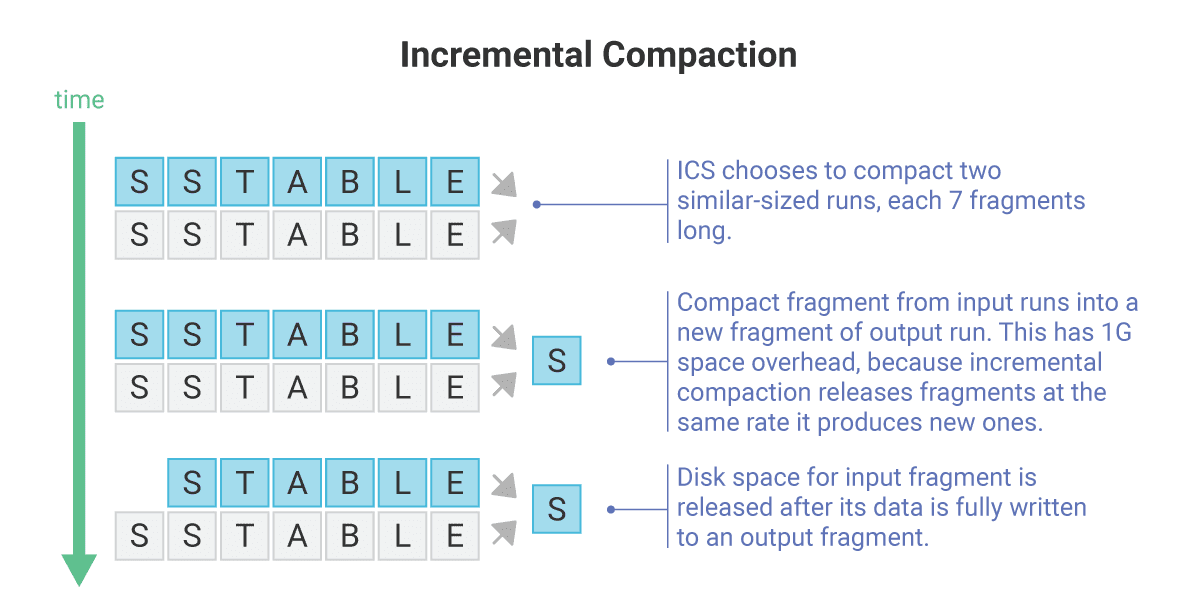 Incremental Compaction
time
S S T A B L E
S S T A B L E
ICS chooses to compact two
similar-sized runs, each 7 fragments
long.
S S T A B L E
S S T A B L E
S
Compact fragment from input runs into a
new fragment of output run. This has 1G
space overhead, because incremental
compaction releases fragments at the
same rate it produces new ones.
S T A B L E
S S T A B L E
S
Disk space for input fragment is
released after its data is fully written
to an output fragment.